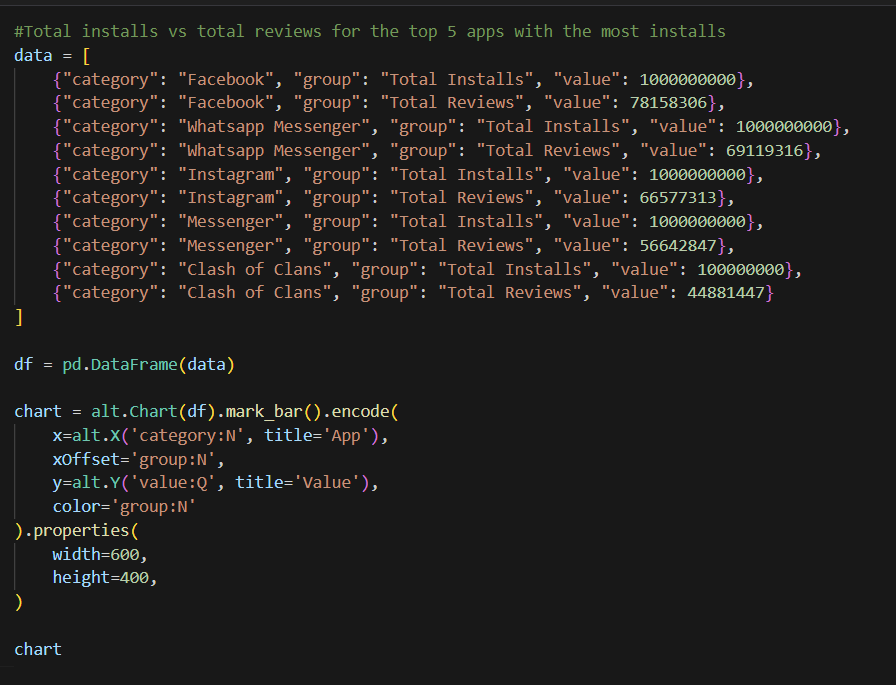 #Total installs vs total reviews for the top 5 apps with the most installs
data = [
    {"category": "Facebook", "group": "Total Installs", "value": 1000000000},
    {"category": "Facebook", "group": "Total Reviews", "value": 78158306},
    {"category": "Whatsapp Messenger", "group": "Total Installs", "value": 1000000000},
    {"category": "Whatsapp Messenger", "group": "Total Reviews", "value": 69119316},
    {"category": "Instagram", "group": "Total Installs", "value": 1000000000},
    {"category": "Instagram", "group": "Total Reviews", "value": 66577313},
    {"category": "Messenger", "group": "Total Installs", "value": 1000000000},
    {"category": "Messenger", "group": "Total Reviews", "value": 56642847},
    {"category": "Clash of Clans", "group": "Total Installs", "value": 100000000},
    {"category": "Clash of Clans", "group": "Total Reviews", "value": 44881447}
]

df = pd.DataFrame(data)

chart = alt.Chart(df).mark_bar().encode(
    x=alt.X('category:N', title='App'),
    xOffset='group:N',
    y=alt.Y('value:Q', title='Value'),
    color='group:N'
).properties(
    width=600,
    height=400,
)

chart